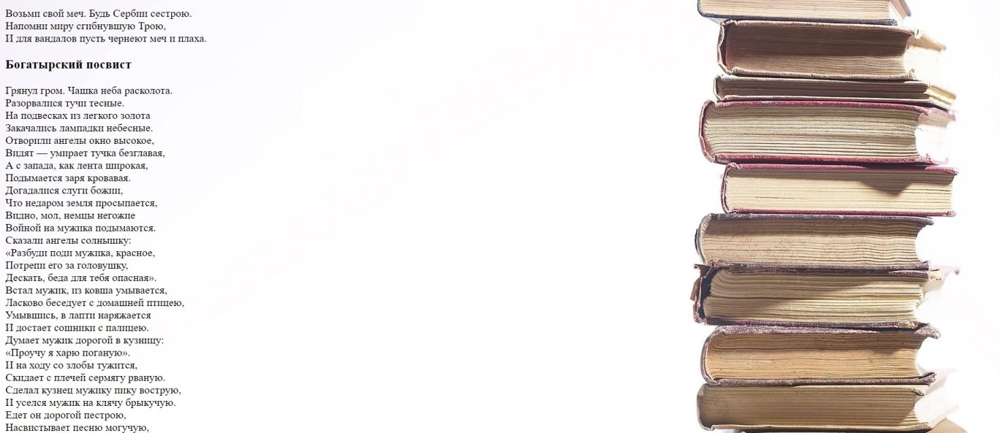 Возьми свой меч. Будь Сербии сестрою.
Напомни миру сгибнувшую Трою,
И для вандалов пусть чернеют меч и плаха.
Богатырский посвист
Грянул гром. Чашка неба расколота.
Разорвалися тучи тесные.
На подвесках из легкого золота
Закачались лампадки небесные.
Отворили ангелы окно высокое,
Видят — умирает тучка безглавая,
А с запада, как лента широкая,
Подымается заря кровавая.
Догадалися слуги божии,
Что недаром земля просыпается,
Видно, мол, немцы негожие
Войной на мужика подымаются.
Сказали ангелы солнышку:
«Разбуди поди мужика, красное,
Потрепи его за головушку,
Дескать, беда для тебя опасная».
Встал мужик, из ковша умывается,
Ласково беседует с домашней птицею,
Умывшись, в лапти наряжается
И достает сошники с палицею.
Думает мужик дорогой в кузницу:
«Проучу я харю поганую».
И на ходу со злобы тужится,
Скидает с плечей сермягу рваную.
Сделал кузнец мужику пику вострую,
И уселся мужик на клячу брыкучую.
Едет он дорогой пестрою,
Насвистывает песню могучую,